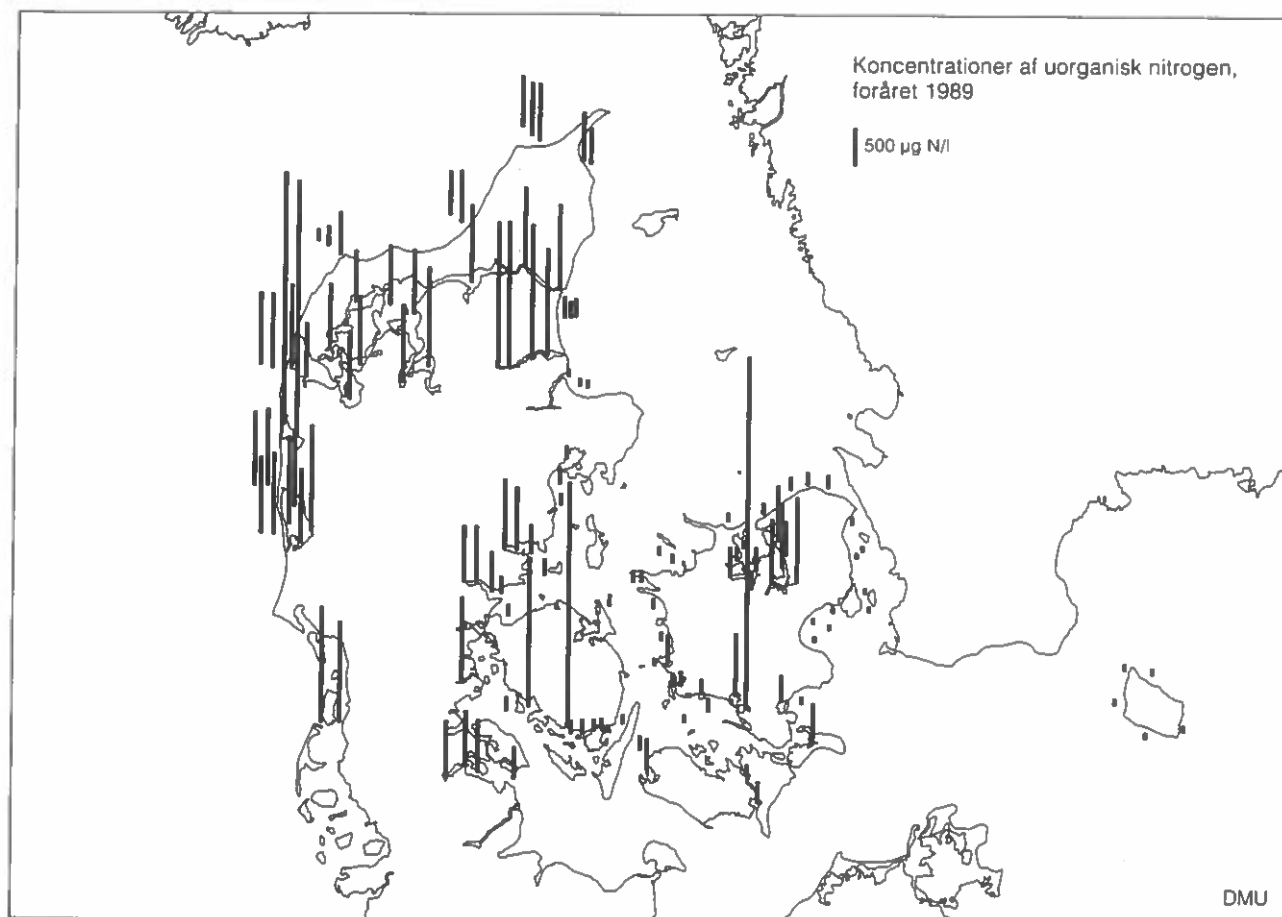 Koncentrationer af uorganisk nitrogen,
foråret 1989
500 µg N/l
DMU